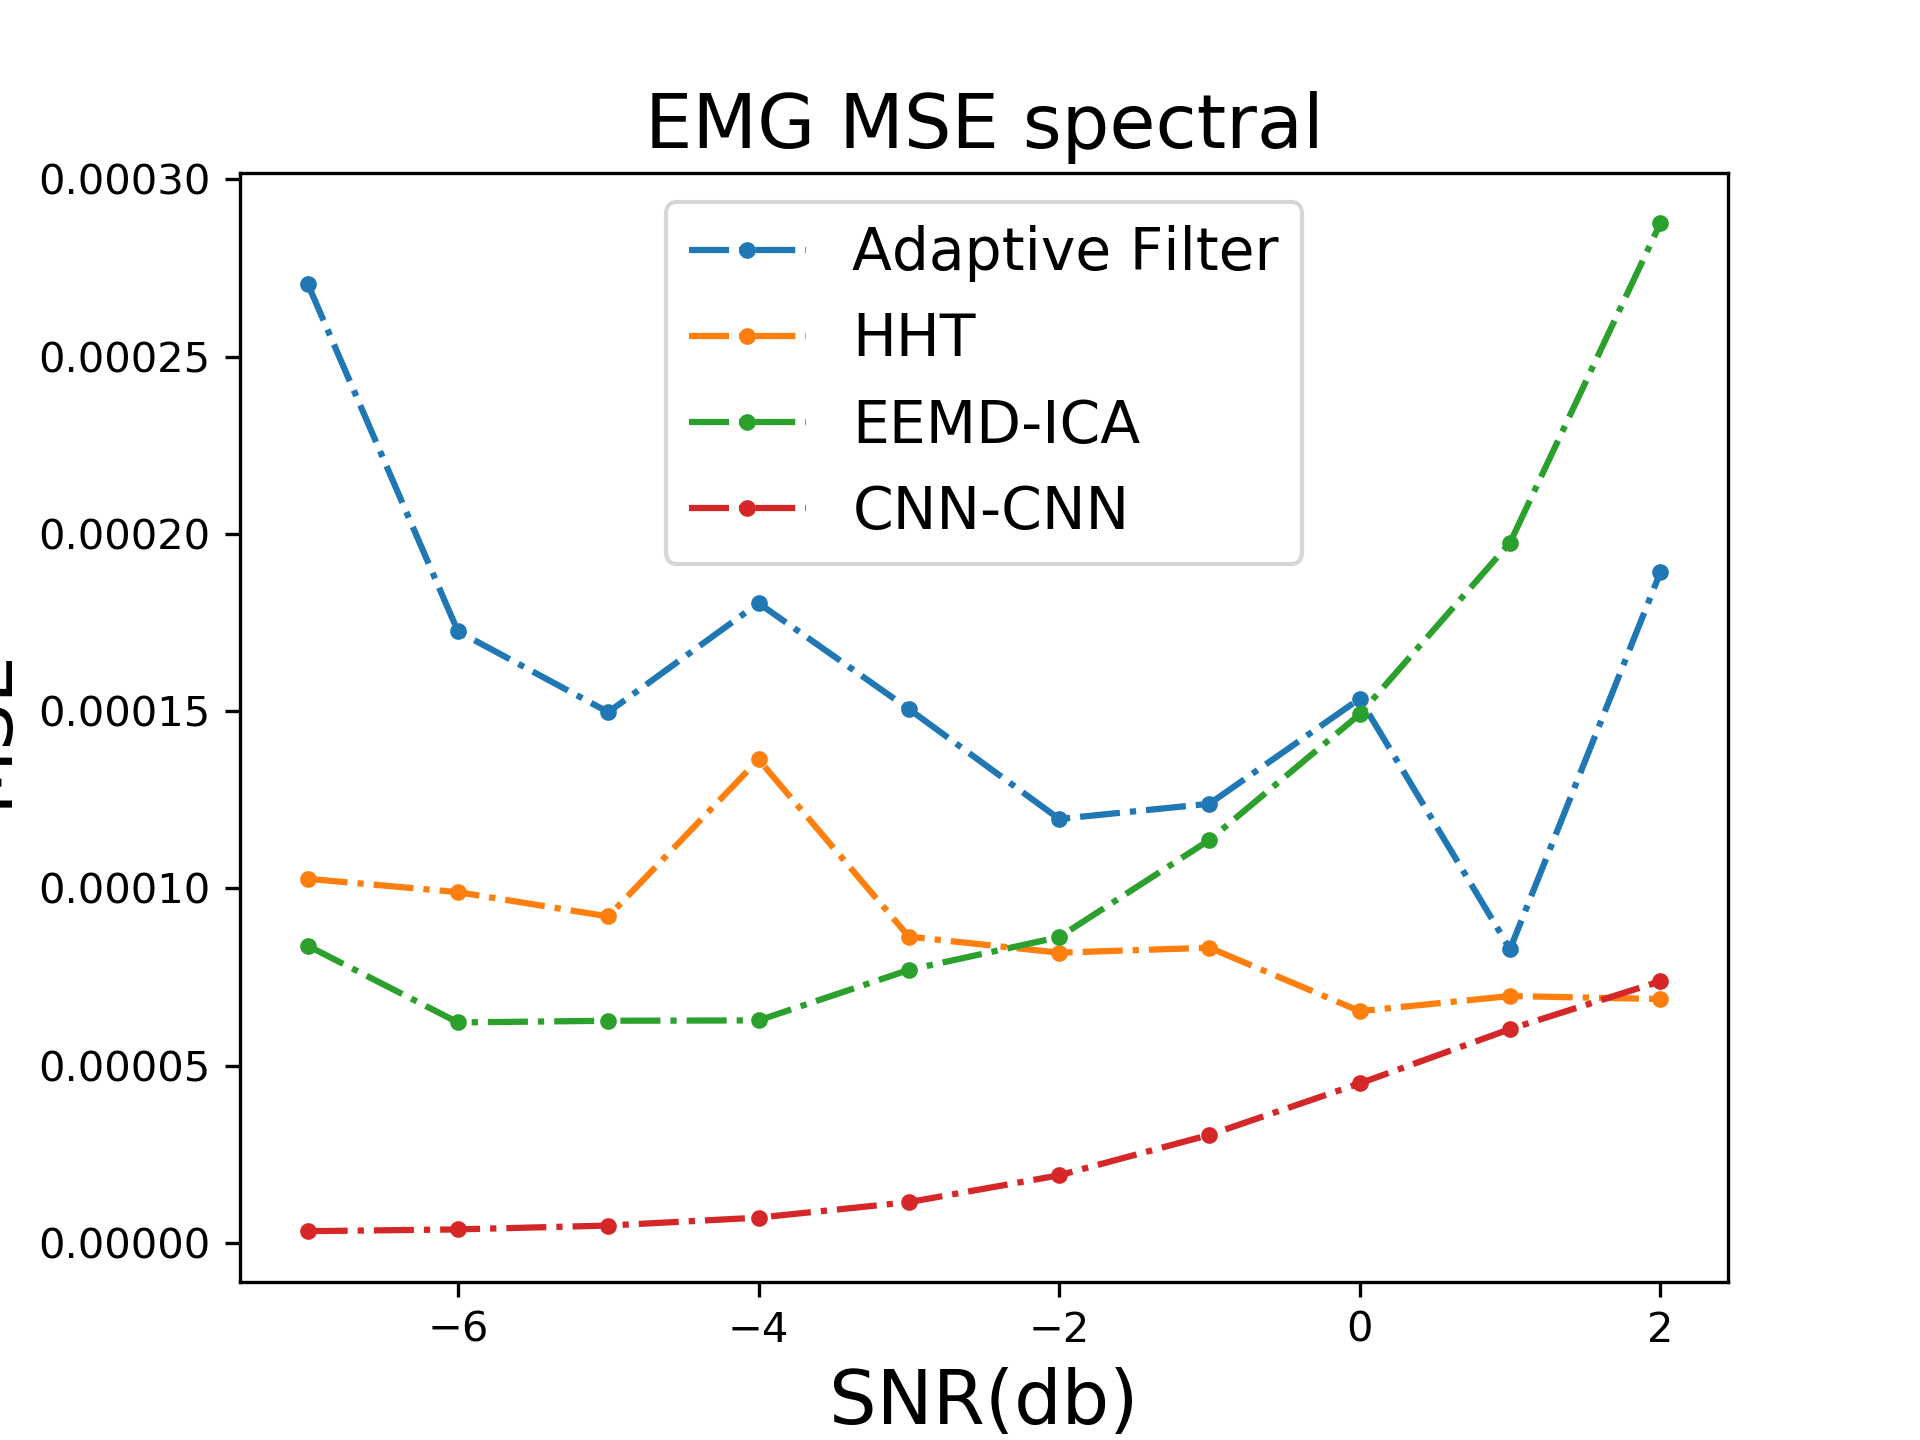 EMG MSE spectral
0.00030
0.00025
0.00020
0.00015
0.00010
0.00005
0.00000
Adaptive Filter
HHT
EEMD-ICA
CNN-CNN
−6
−4
−2
0
2
SNR(db)